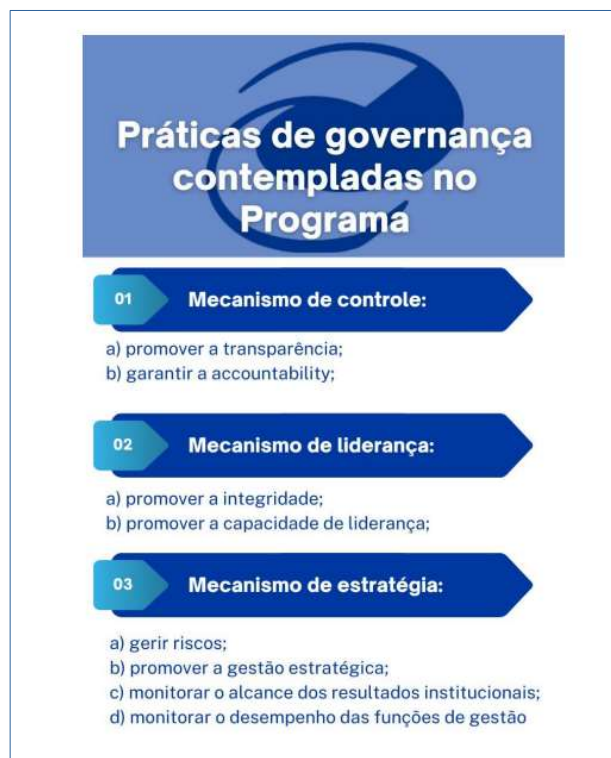 Práticas de governança
contempladas no
Programa
01
Mecanismo de controle:
a) promover a transparência;
b) garantir a accountability;
02
Mecanismo de liderança:
a) promover a integridade;
b) promover a capacidade de liderança;
03
Mecanismo de estratégia:
a) gerir riscos;
b) promover a gestão estratégica;
c) monitorar o alcance dos resultados institucionais;
d) monitorar o desempenho das funções de gestão